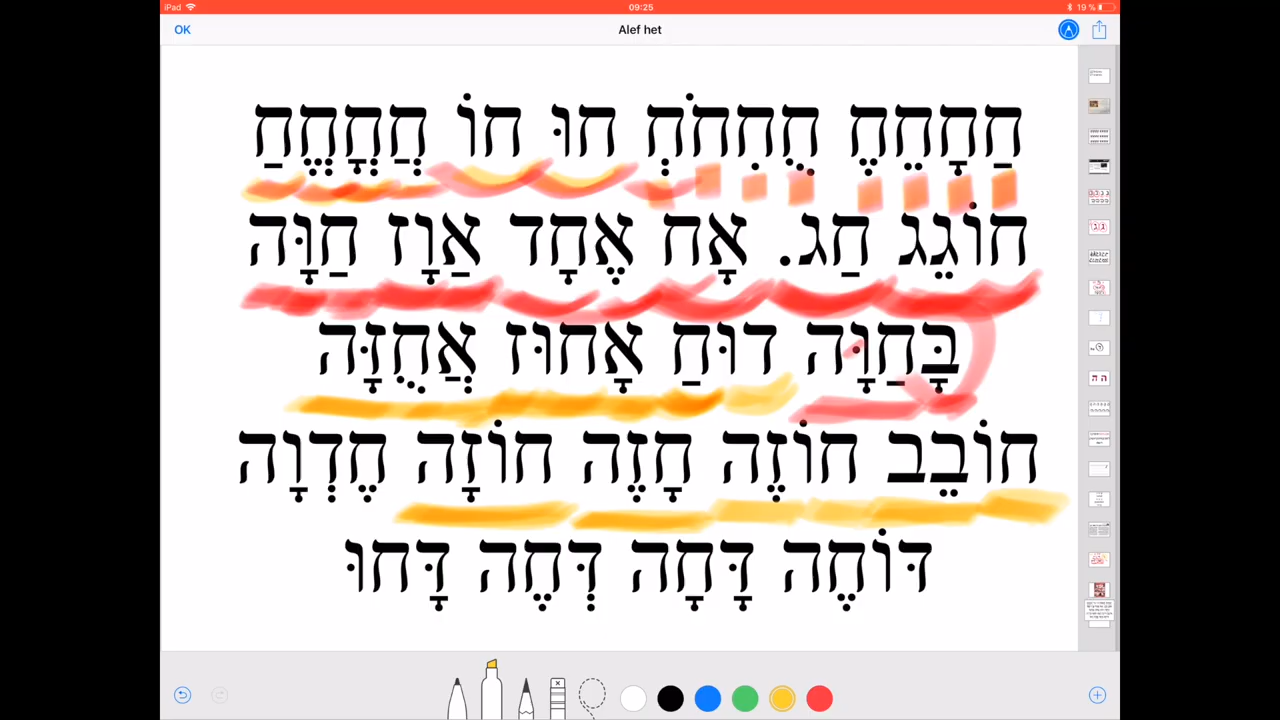 iPad 09:25 19 %
OK Alef het
חַחָחֵחֶ חֻחִחֹחְ חוּ חוֹ חֲחָחֱחַ
חוֹגֵג חַג. אָח אֶחָד אַוָז חַוָּה
בָּחַוָּה דוּחַ אָחוּז אֲחֻזָּה
חוֹבֵב חוֹזֶה חָזֶה חוֹזָה חֶדְוָה
דּוֹחֶה דָּחָה דְּחֶה דָּחוּ